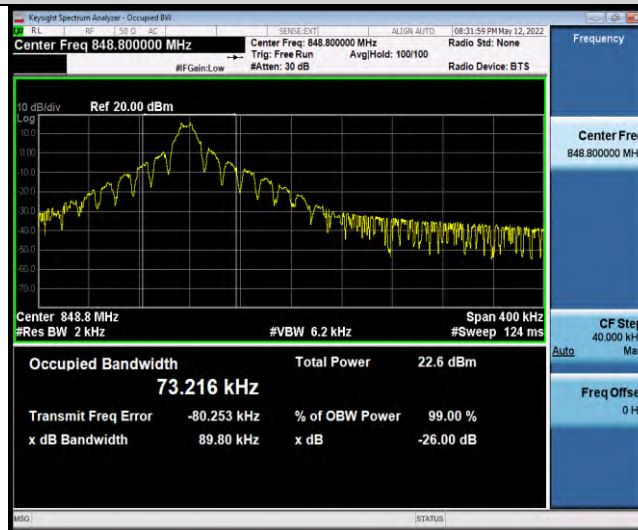 Keysight Spectrum Analyzer - Occupied BW
RL RF 50 Ω AC SENSE:EXT ALIGN AUTO 08:31:59 PM May 12, 2022
Center Freq 848.800000 MHz
Center Freq: 848.800000 MHz
Radio Std: None
Trig: Free Run Avg|Hold: 100/100
#IFGain:Low
#Atten: 30 dB
Radio Device: BTS
Frequency
10 dB/div Ref 20.00 dBm
Log
10.0
0.00
-10.0
-20.0
-30.0
-40.0
-50.0
-60.0
-70.0
Center 848.8 MHz
Span 400 kHz
#Res BW 2 kHz
#VBW 6.2 kHz
#Sweep 124 ms
Center Fre
848.800000 MH
CF Step
40.000 kH
Auto Ma
Freq Offse
0 H
Occupied Bandwidth
73.216 kHz
Total Power 22.6 dBm
Transmit Freq Error -80.253 kHz
% of OBW Power 99.00 %
x dB Bandwidth 89.80 kHz
x dB -26.00 dB
MSG
STATUS